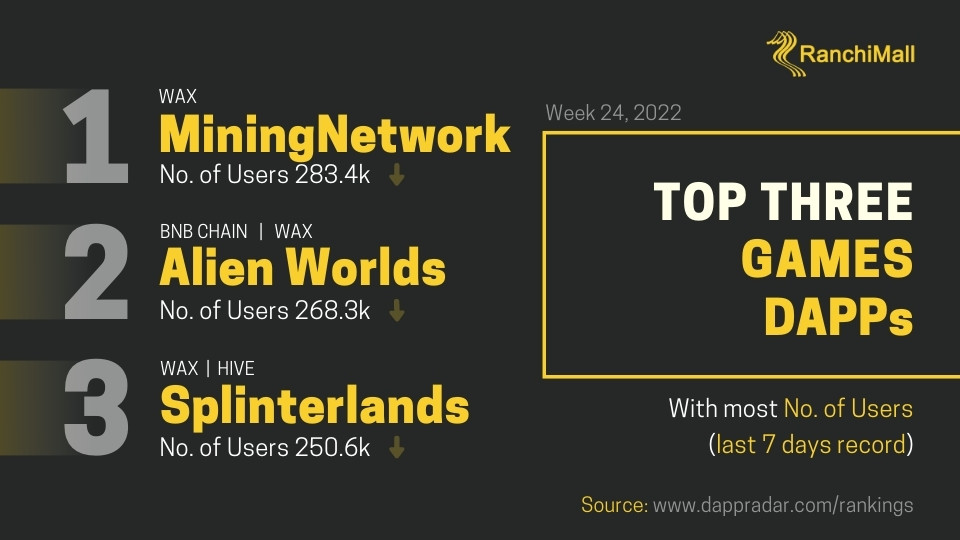 RanchiMall
1
WAX
MiningNetwork
No. of Users 283.4k
2
BNB CHAIN | WAX
Alien Worlds
No. of Users 268.3k
3
WAX | HIVE
Splinterlands
No. of Users 250.6k
Week 24, 2022
TOP THREE
GAMES
DAPPs
With most No. of Users
(last 7 days record)
Source: www.dappradar.com/rankings